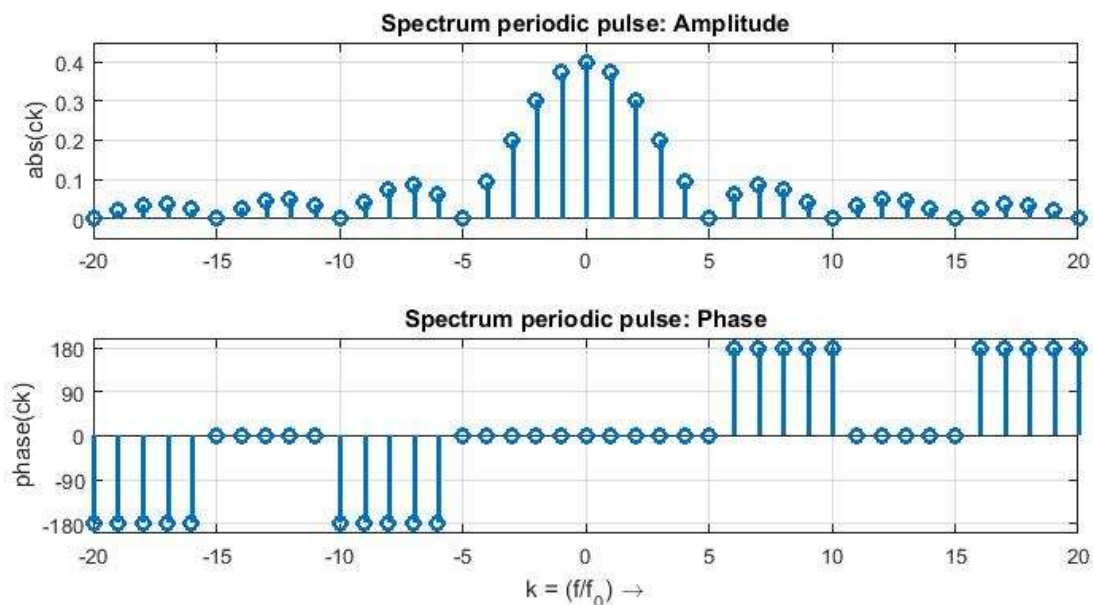 Spectrum periodic pulse: Amplitude
abs(ck)
0.4
0.3
0.2
0.1
0
-20 -15 -10 -5 0 5 10 15 20
Spectrum periodic pulse: Phase
phase(ck)
180
90
0
-90
-180
-20 -15 -10 -5 0 5 10 15 20
k = (f/f₀) →